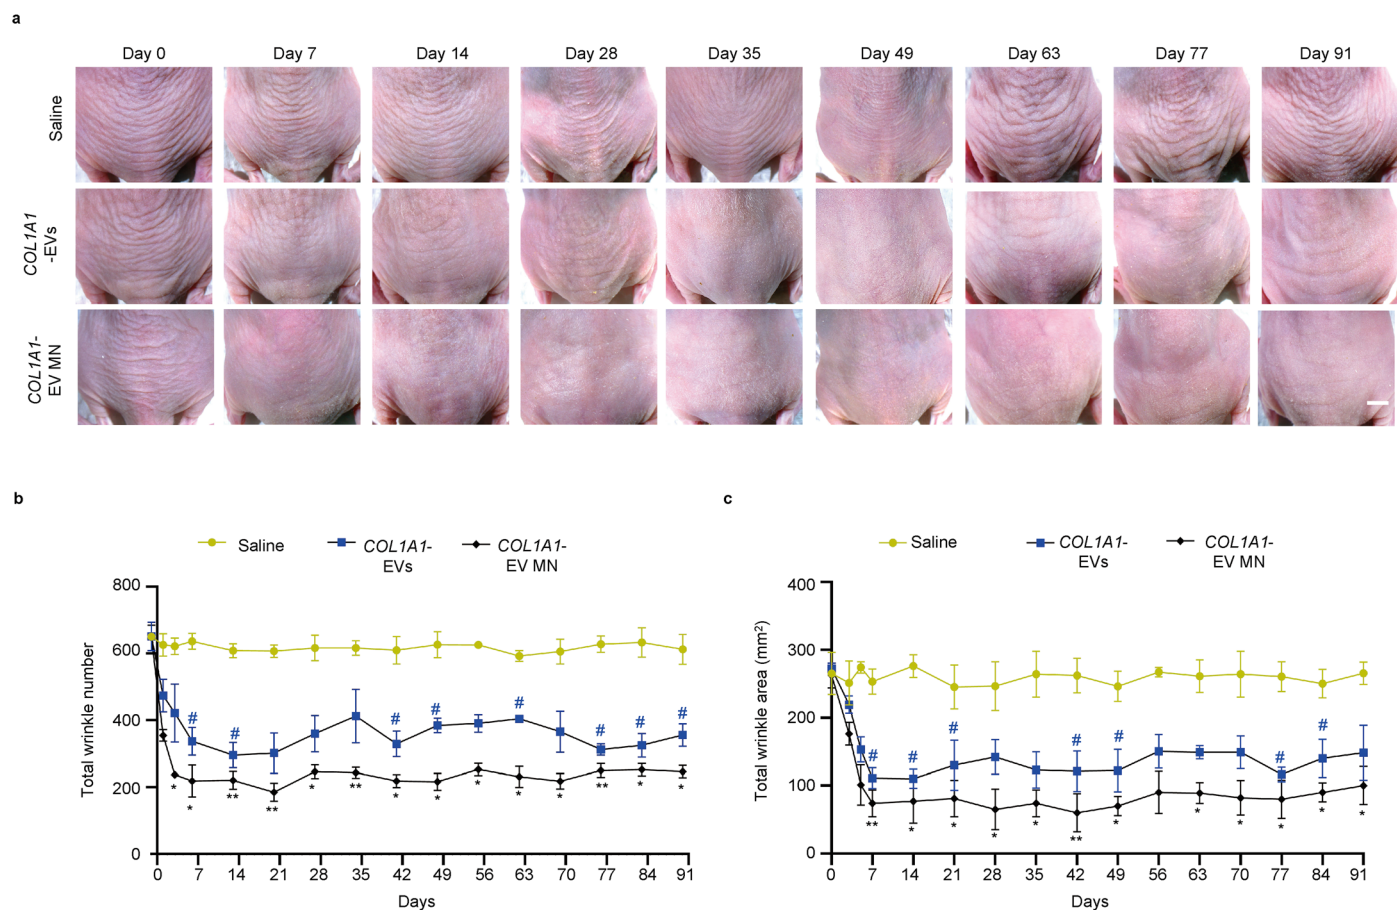 a
Day 0 Day 7 Day 14 Day 28 Day 35 Day 49 Day 63 Day 77 Day 91
Saline
COL1A1
-EVs
COL1A1-
EV MN
b
Saline COL1A1- COL1A1-
EVs EV MN
800
600
400
200
0
Total wrinkle number
# # # # # # # #
* * ** ** * ** * * * * * ** * *
0 7 14 21 28 35 42 49 56 63 70 77 84 91
Days
c
Saline COL1A1- COL1A1-
EVs EV MN
400
300
200
100
0
Total wrinkle area (mm²)
# # # # # # #
** * * * * ** * * * * * *
0 7 14 21 28 35 42 49 56 63 70 77 84 91
Days